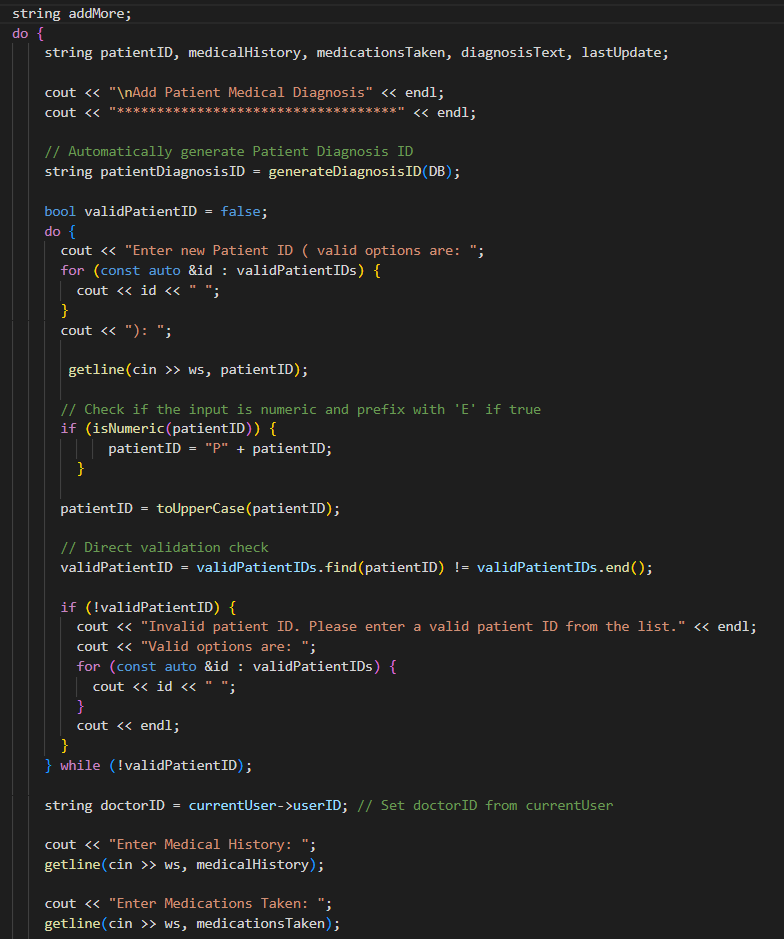 string addMore;
do {
string patientID, medicalHistory, medicationsTaken, diagnosisText, lastUpdate;
cout << "\nAdd Patient Medical Diagnosis" << endl;
cout << "***********************************" << endl;
// Automatically generate Patient Diagnosis ID
string patientDiagnosisID = generateDiagnosisID(DB);
bool validPatientID = false;
do {
cout << "Enter new Patient ID ( valid options are: ";
for (const auto &id : validPatientIDs) {
cout << id << " ";
}
cout << "): ";
getline(cin >> ws, patientID);
// Check if the input is numeric and prefix with 'E' if true
if (isNumeric(patientID)) {
patientID = "P" + patientID;
}
patientID = toUpperCase(patientID);
// Direct validation check
validPatientID = validPatientIDs.find(patientID) != validPatientIDs.end();
if (!validPatientID) {
cout << "Invalid patient ID. Please enter a valid patient ID from the list." << endl;
cout << "Valid options are: ";
for (const auto &id : validPatientIDs) {
cout << id << " ";
}
cout << endl;
}
} while (!validPatientID);
string doctorID = currentUser->userID; // Set doctorID from currentUser
cout << "Enter Medical History: ";
getline(cin >> ws, medicalHistory);
cout << "Enter Medications Taken: ";
getline(cin >> ws, medicationsTaken);